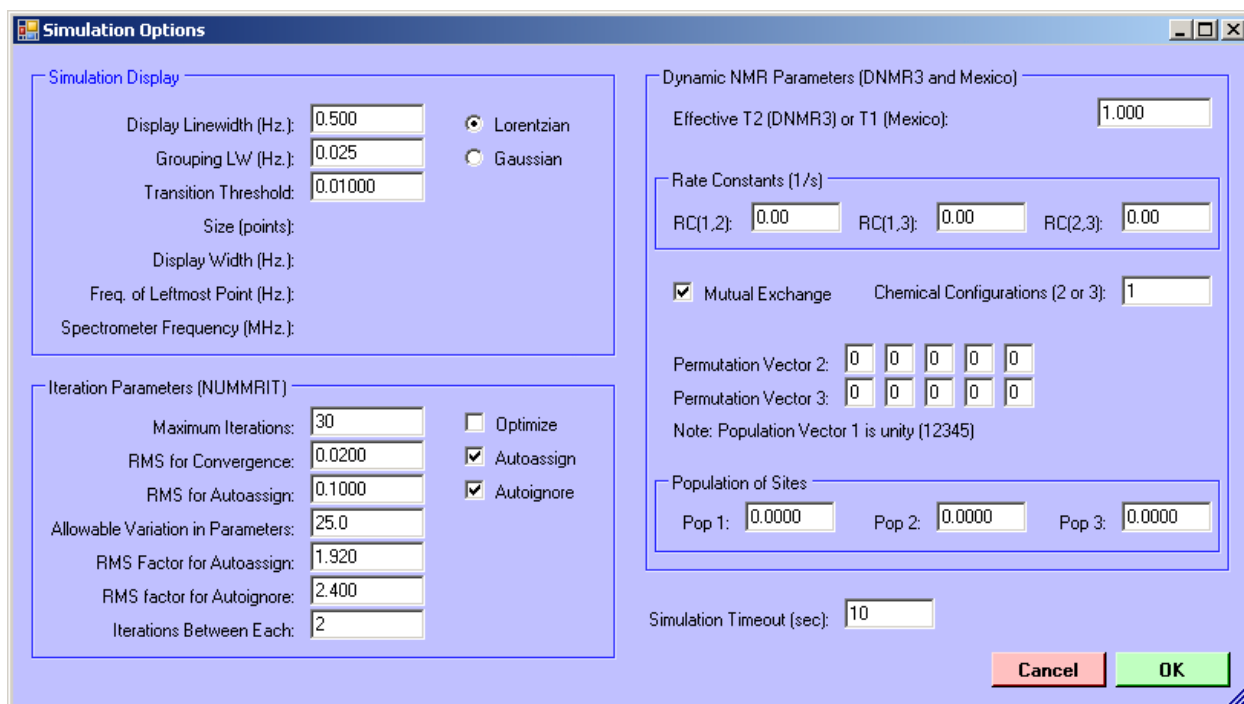 Simulation Options
Simulation Display
Display Linewidth (Hz.): 0.500 Lorentzian
Grouping LW (Hz.): 0.025 Gaussian
Transition Threshold: 0.01000
Size (points):
Display Width (Hz.):
Freq. of Leftmost Point (Hz.):
Spectrometer Frequency (MHz.):
Iteration Parameters (NUMMRIT)
Maximum Iterations: 30 Optimize
RMS for Convergence: 0.0200 Autoassign
RMS for Autoassign: 0.1000 Autoignore
Allowable Variation in Parameters: 25.0
RMS Factor for Autoassign: 1.920
RMS factor for Autoignore: 2.400
Iterations Between Each: 2
Dynamic NMR Parameters (DNMR3 and Mexico)
Effective T2 (DNMR3) or T1 (Mexico): 1.000
Rate Constants (1/s)
RC(1,2): 0.00 RC(1,3): 0.00 RC(2,3): 0.00
Mutual Exchange Chemical Configurations (2 or 3): 1
Permutation Vector 2: 0 0 0 0 0
Permutation Vector 3: 0 0 0 0 0
Note: Population Vector 1 is unity (12345)
Population of Sites
Pop 1: 0.0000 Pop 2: 0.0000 Pop 3: 0.0000
Simulation Timeout (sec): 10
Cancel OK